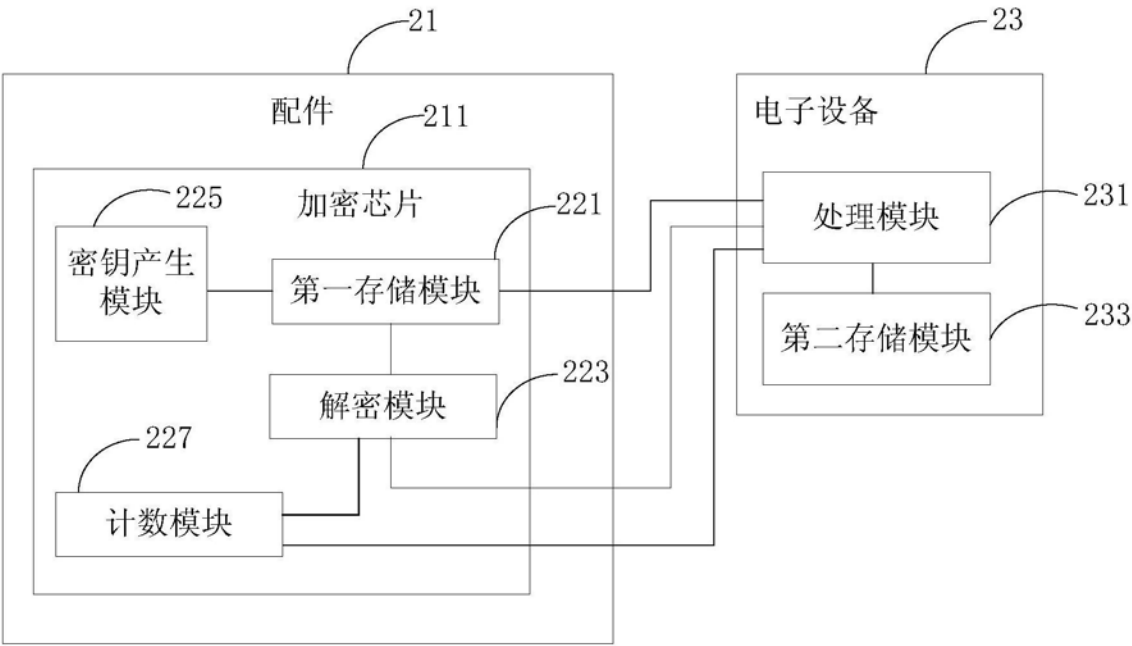 21
23
配件
电子设备
211
加密芯片
225
221
231
处理模块
密钥产生
模块
第一存储模块
233
第二存储模块
223
解密模块
227
计数模块